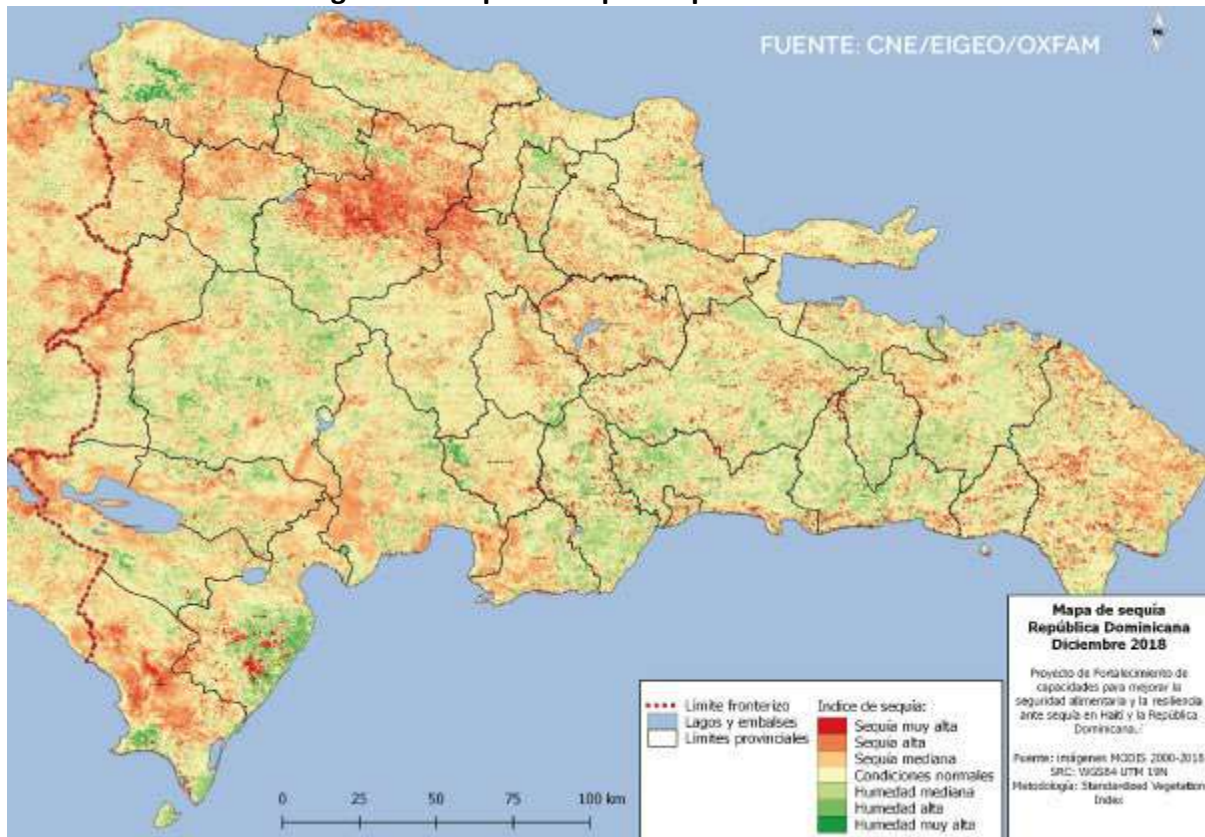 FUENTE: CNE/EIGEO/OXFAM
Mapa de sequía
República Dominicana
Diciembre 2018
Proyecto de Fortalecimiento de
capacidades para mejorar la
seguridad alimentaria y la resiliencia
ante sequía en Haití y la República
Dominicana.
Fuente: imágenes MODIS 2000-2018
SRC: WGS84 UTM 19N
Metodología: Standardized Vegetation
Index
Límite fronterizo
Lagos y embalses
Límites provinciales
Indice de sequía:
Sequía muy alta
Sequía alta
Sequía mediana
Condiciones normales
Humedad mediana
Humedad alta
Humedad muy alta
0 25 50 75 100 km